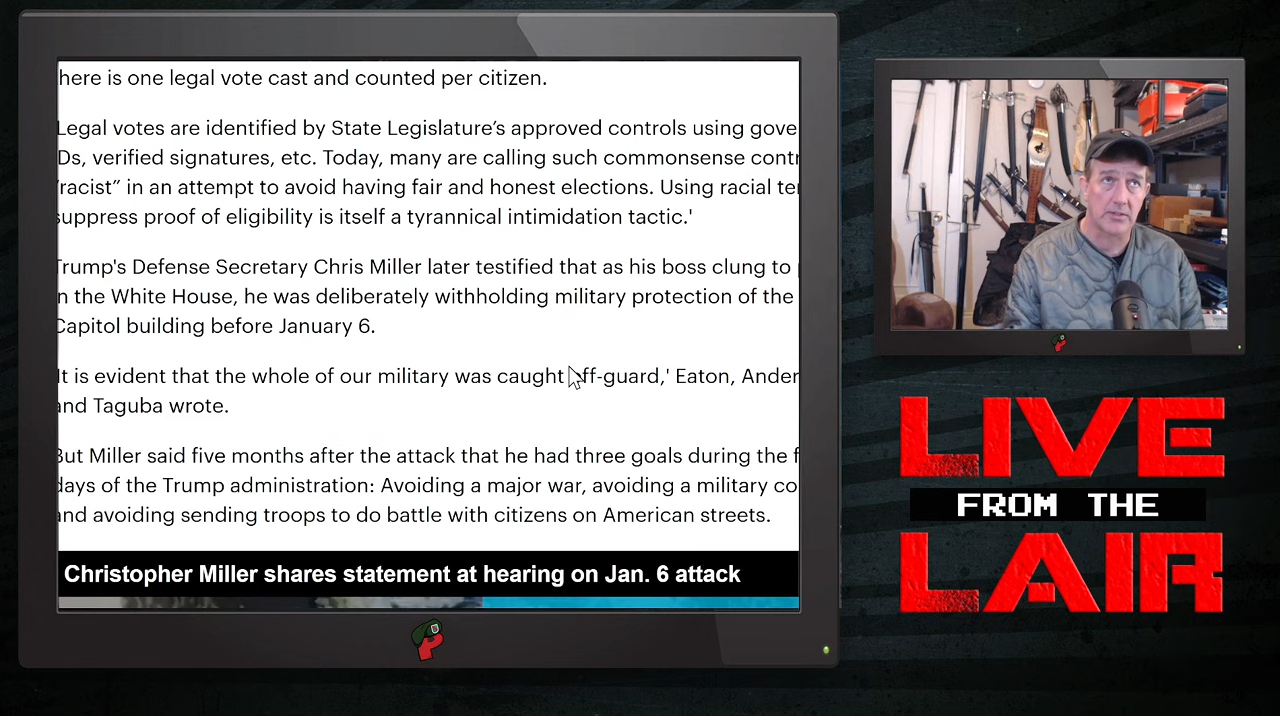 here is one legal vote cast and counted per citizen.
Legal votes are identified by State Legislature's approved controls using gove
Ds, verified signatures, etc. Today, many are calling such commonsense contr
"racist" in an attempt to avoid having fair and honest elections. Using racial ter
suppress proof of eligibility is itself a tyrannical intimidation tactic.'
Trump's Defense Secretary Chris Miller later testified that as his boss clung to
n the White House, he was deliberately withholding military protection of the
Capitol building before January 6.
It is evident that the whole of our military was caught off-guard,' Eaton, Ander
and Taguba wrote.
But Miller said five months after the attack that he had three goals during the f
days of the Trump administration: Avoiding a major war, avoiding a military co
and avoiding sending troops to do battle with citizens on American streets.
Christopher Miller shares statement at hearing on Jan. 6 attack
LIVE
FROM THE
LAIR